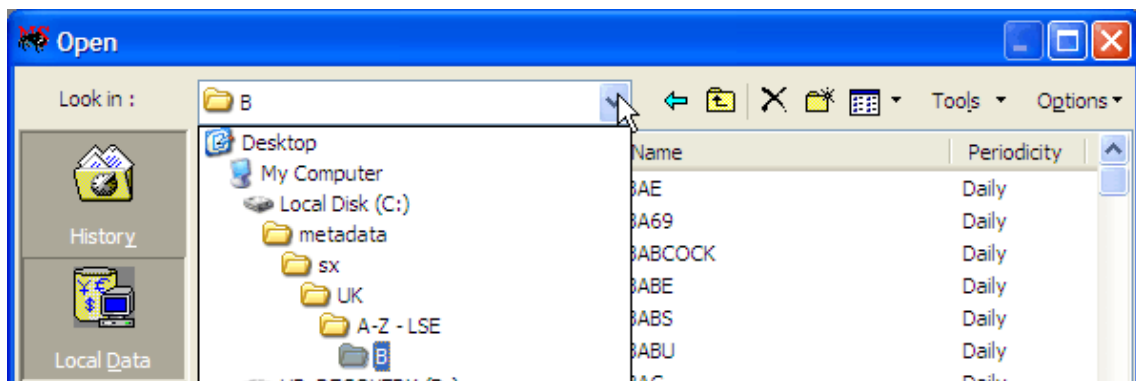 Open
Look in :
B
Tools
Options
Desktop
My Computer
Local Disk (C:)
metadata
sx
UK
A-Z - LSE
B
History
Local Data
Name Periodicity
BAE Daily
BA69 Daily
BABCOCK Daily
BABE Daily
BABS Daily
BABU Daily